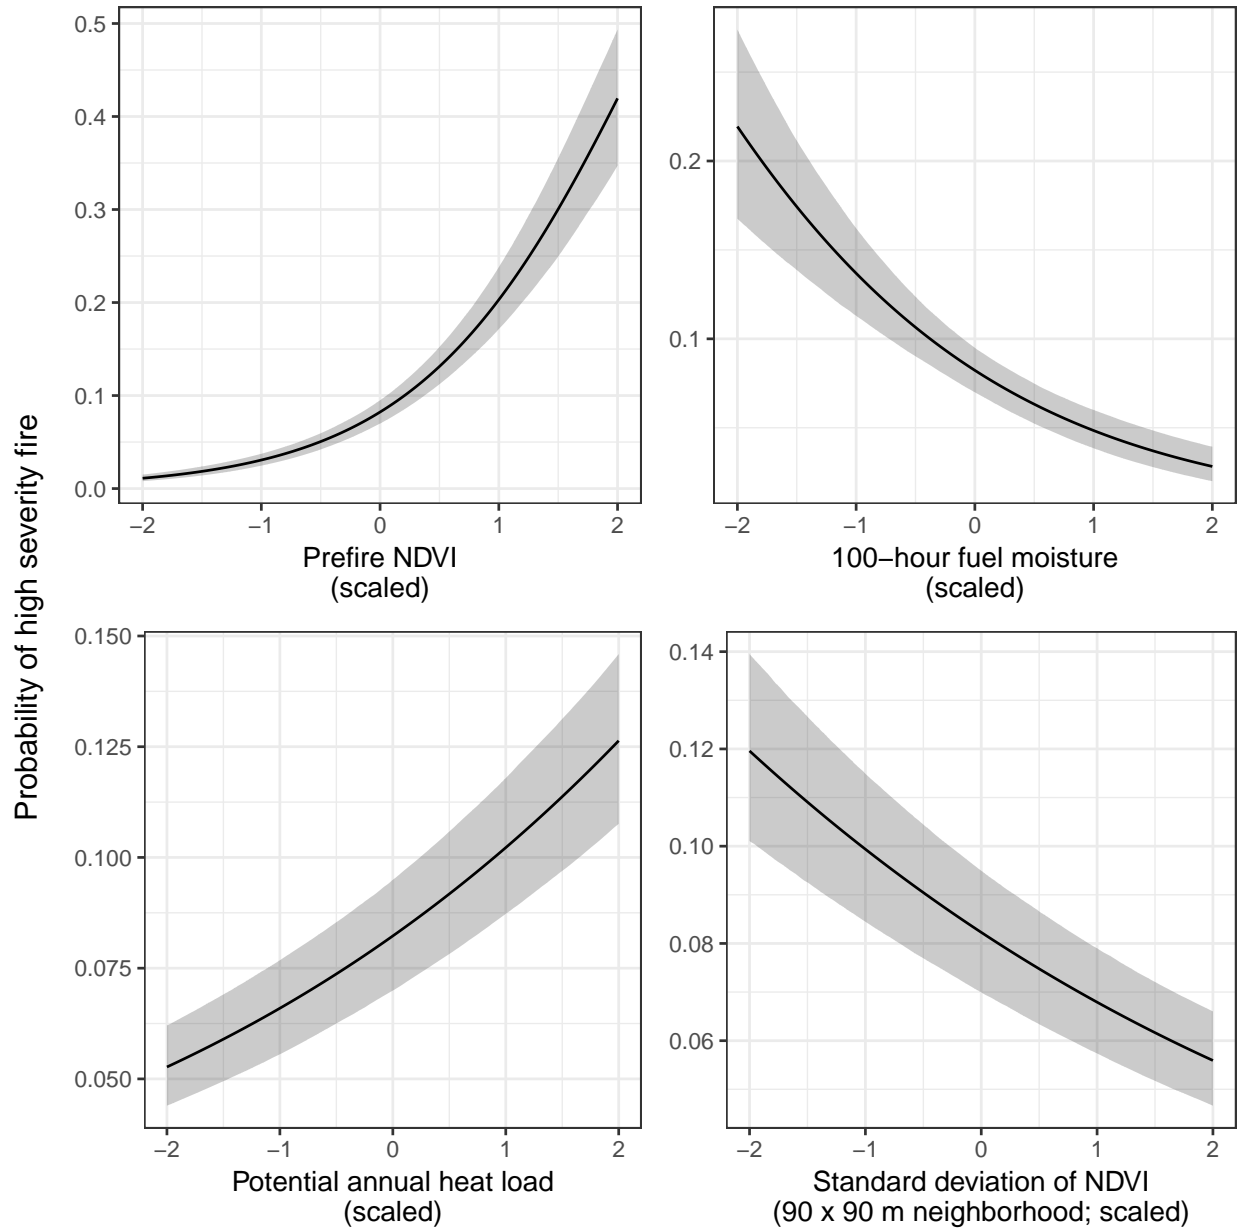 Probability of high severity fire
0.5
0.4
0.3
0.2
0.1
0.0
−2 −1 0 1 2
Prefire NDVI
(scaled)
0.2
0.1
−2 −1 0 1 2
100−hour fuel moisture
(scaled)
0.150
0.125
0.100
0.075
0.050
−2 −1 0 1 2
Potential annual heat load
(scaled)
0.14
0.12
0.10
0.08
0.06
−2 −1 0 1 2
Standard deviation of NDVI
(90 x 90 m neighborhood; scaled)